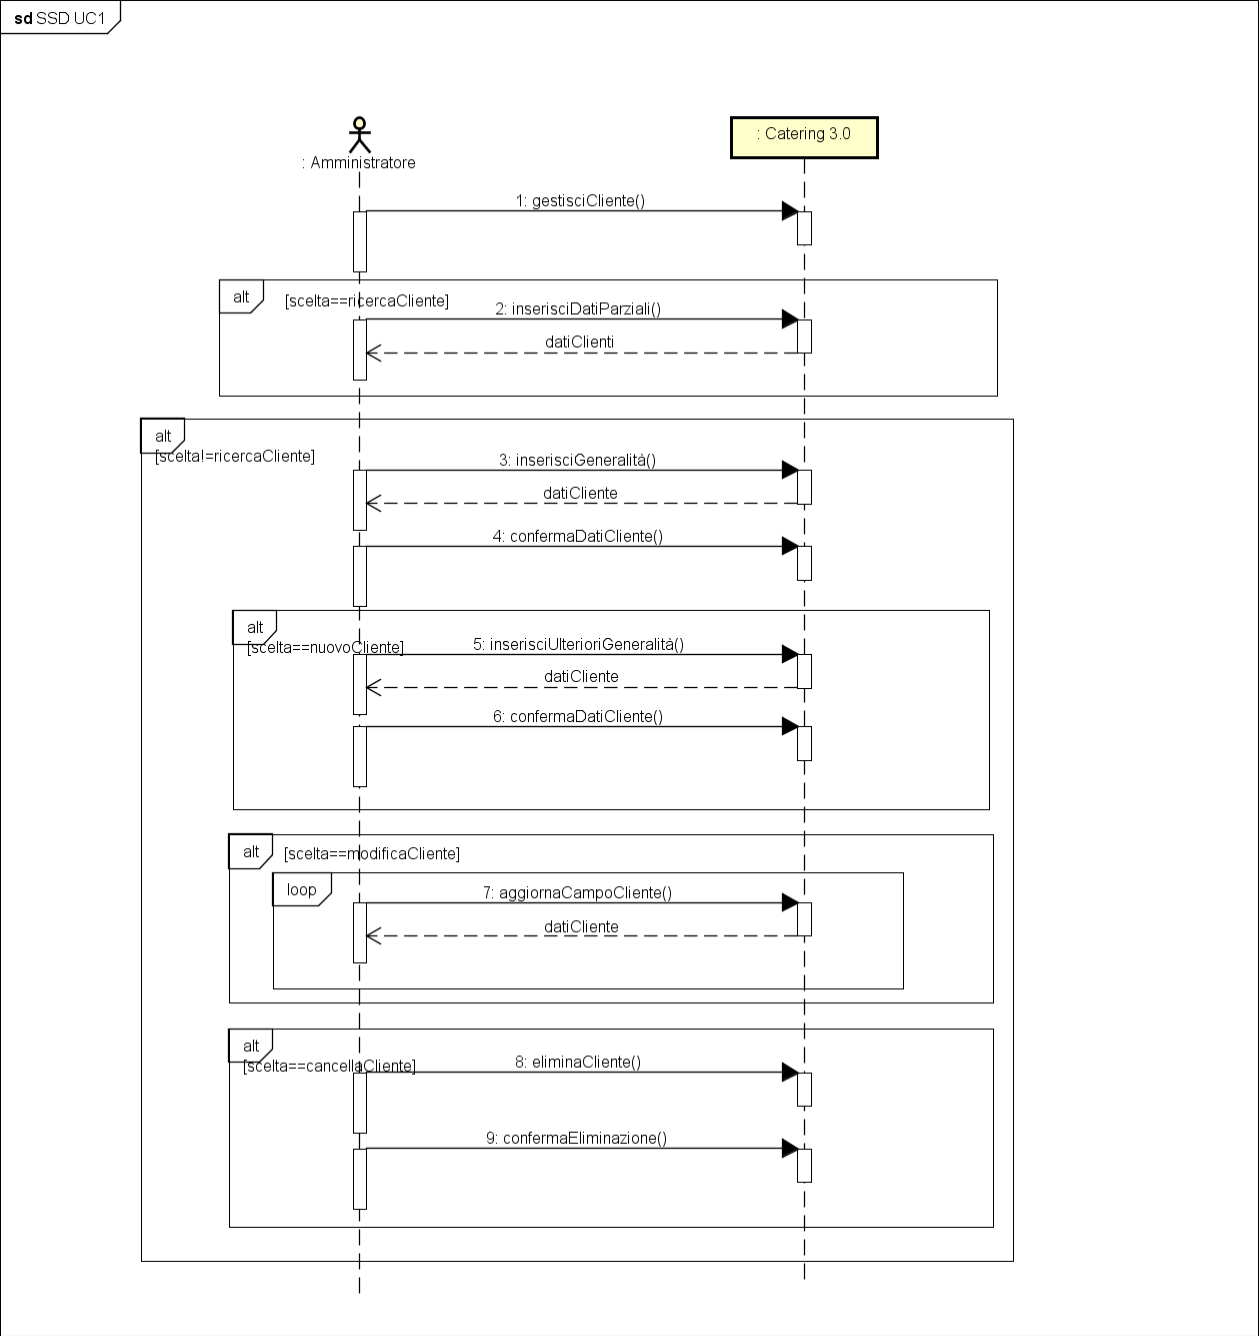 sd SSD UC1
: Amministratore
: Catering 3.0
1: gestisciCliente()
alt
[scelta==ricercaCliente]
2: inserisciDatiParziali()
datiClienti
alt
[scelta!=ricercaCliente]
3: inserisciGeneralità()
datiCliente
4: confermaDatiCliente()
alt
[scelta==nuovoCliente]
5: inserisciUlterioriGeneralità()
datiCliente
6: confermaDatiCliente()
alt
[scelta==modificaCliente]
loop
7: aggiornaCampoCliente()
datiCliente
alt
[scelta==cancellaCliente]
8: eliminaCliente()
9: confermaEliminazione()